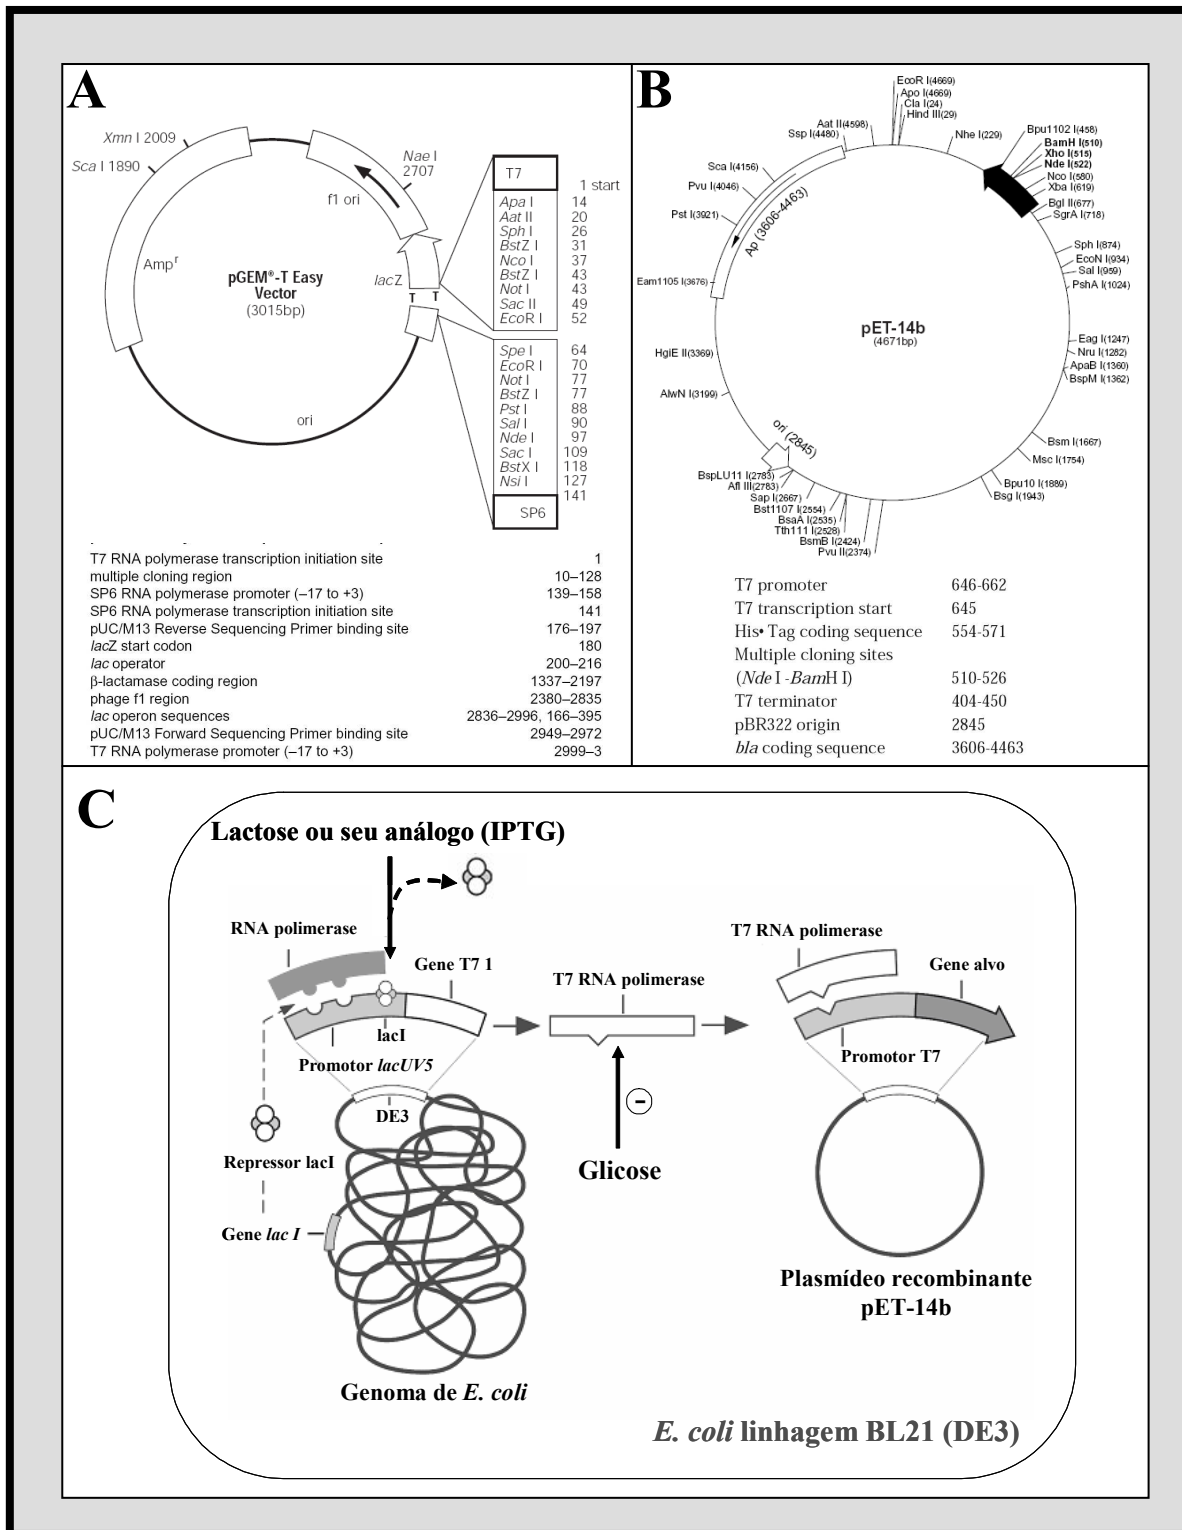 A
Xmn I 2009
Sca I 1890
Nae I
2707
f1 ori
Ampʳ
pGEM®-T Easy
Vector
(3015bp)
lacZ
T T
ori
T7
1 start
Apa I 14
Aat II 20
Sph I 26
BstZ I 31
Nco I 37
BstZ I 43
Not I 43
Sac II 49
EcoR I 52
Spe I 64
EcoR I 70
Not I 77
BstZ I 77
Pst I 88
Sal I 90
Nde I 97
Sac I 109
BstX I 118
Nsi I 127
141
SP6
T7 RNA polymerase transcription initiation site 1
multiple cloning region 10–128
SP6 RNA polymerase promoter (–17 to +3) 139–158
SP6 RNA polymerase transcription initiation site 141
pUC/M13 Reverse Sequencing Primer binding site 176–197
lacZ start codon 180
lac operator 200–216
β-lactamase coding region 1337–2197
phage f1 region 2380–2835
lac operon sequences 2836–2996, 166–395
pUC/M13 Forward Sequencing Primer binding site 2949–2972
T7 RNA polymerase promoter (–17 to +3) 2999–3
B
EcoR I(4669)
Apo I(4669)
Cla I(24)
Hind III(29)
Aat II(4598)
Ssp I(4480)
Nhe I(229)
Bpu1102 I(458)
BamH I(510)
Xho I(515)
Nde I(522)
Nco I(580)
Xba I(619)
Bgl II(677)
SgrA I(718)
Sca I(4156)
Pvu I(4046)
Pst I(3921)
Ap (3606-4463)
Sph I(874)
EcoN I(934)
Sal I(959)
PshA I(1024)
Eam1105 I(3676)
pET-14b
(4671bp)
Eag I(1247)
Nru I(1282)
ApaB I(1360)
BspM I(1362)
HgiE II(3369)
AlwN I(3199)
ori (2845)
Bsm I(1667)
Msc I(1754)
Bpu10 I(1889)
Bsg I(1943)
BspLU11 I(2783)
Afl III(2783)
Sap I(2667)
Bst1107 I(2554)
BsaA I(2535)
Tth111 I(2528)
BsmB I(2424)
Pvu II(2374)
T7 promoter 646-662
T7 transcription start 645
His•Tag coding sequence 554-571
Multiple cloning sites
(Nde I -BamH I) 510-526
T7 terminator 404-450
pBR322 origin 2845
bla coding sequence 3606-4463
C
Lactose ou seu análogo (IPTG)
RNA polimerase
Gene T7 1
lacI
Promotor lacUV5
DE3
Repressor lacI
Gene lac I
Genoma de E. coli
T7 RNA polimerase
−
Glicose
T7 RNA polimerase
Gene alvo
Promotor T7
Plasmídeo recombinante
pET-14b
E. coli linhagem BL21 (DE3)